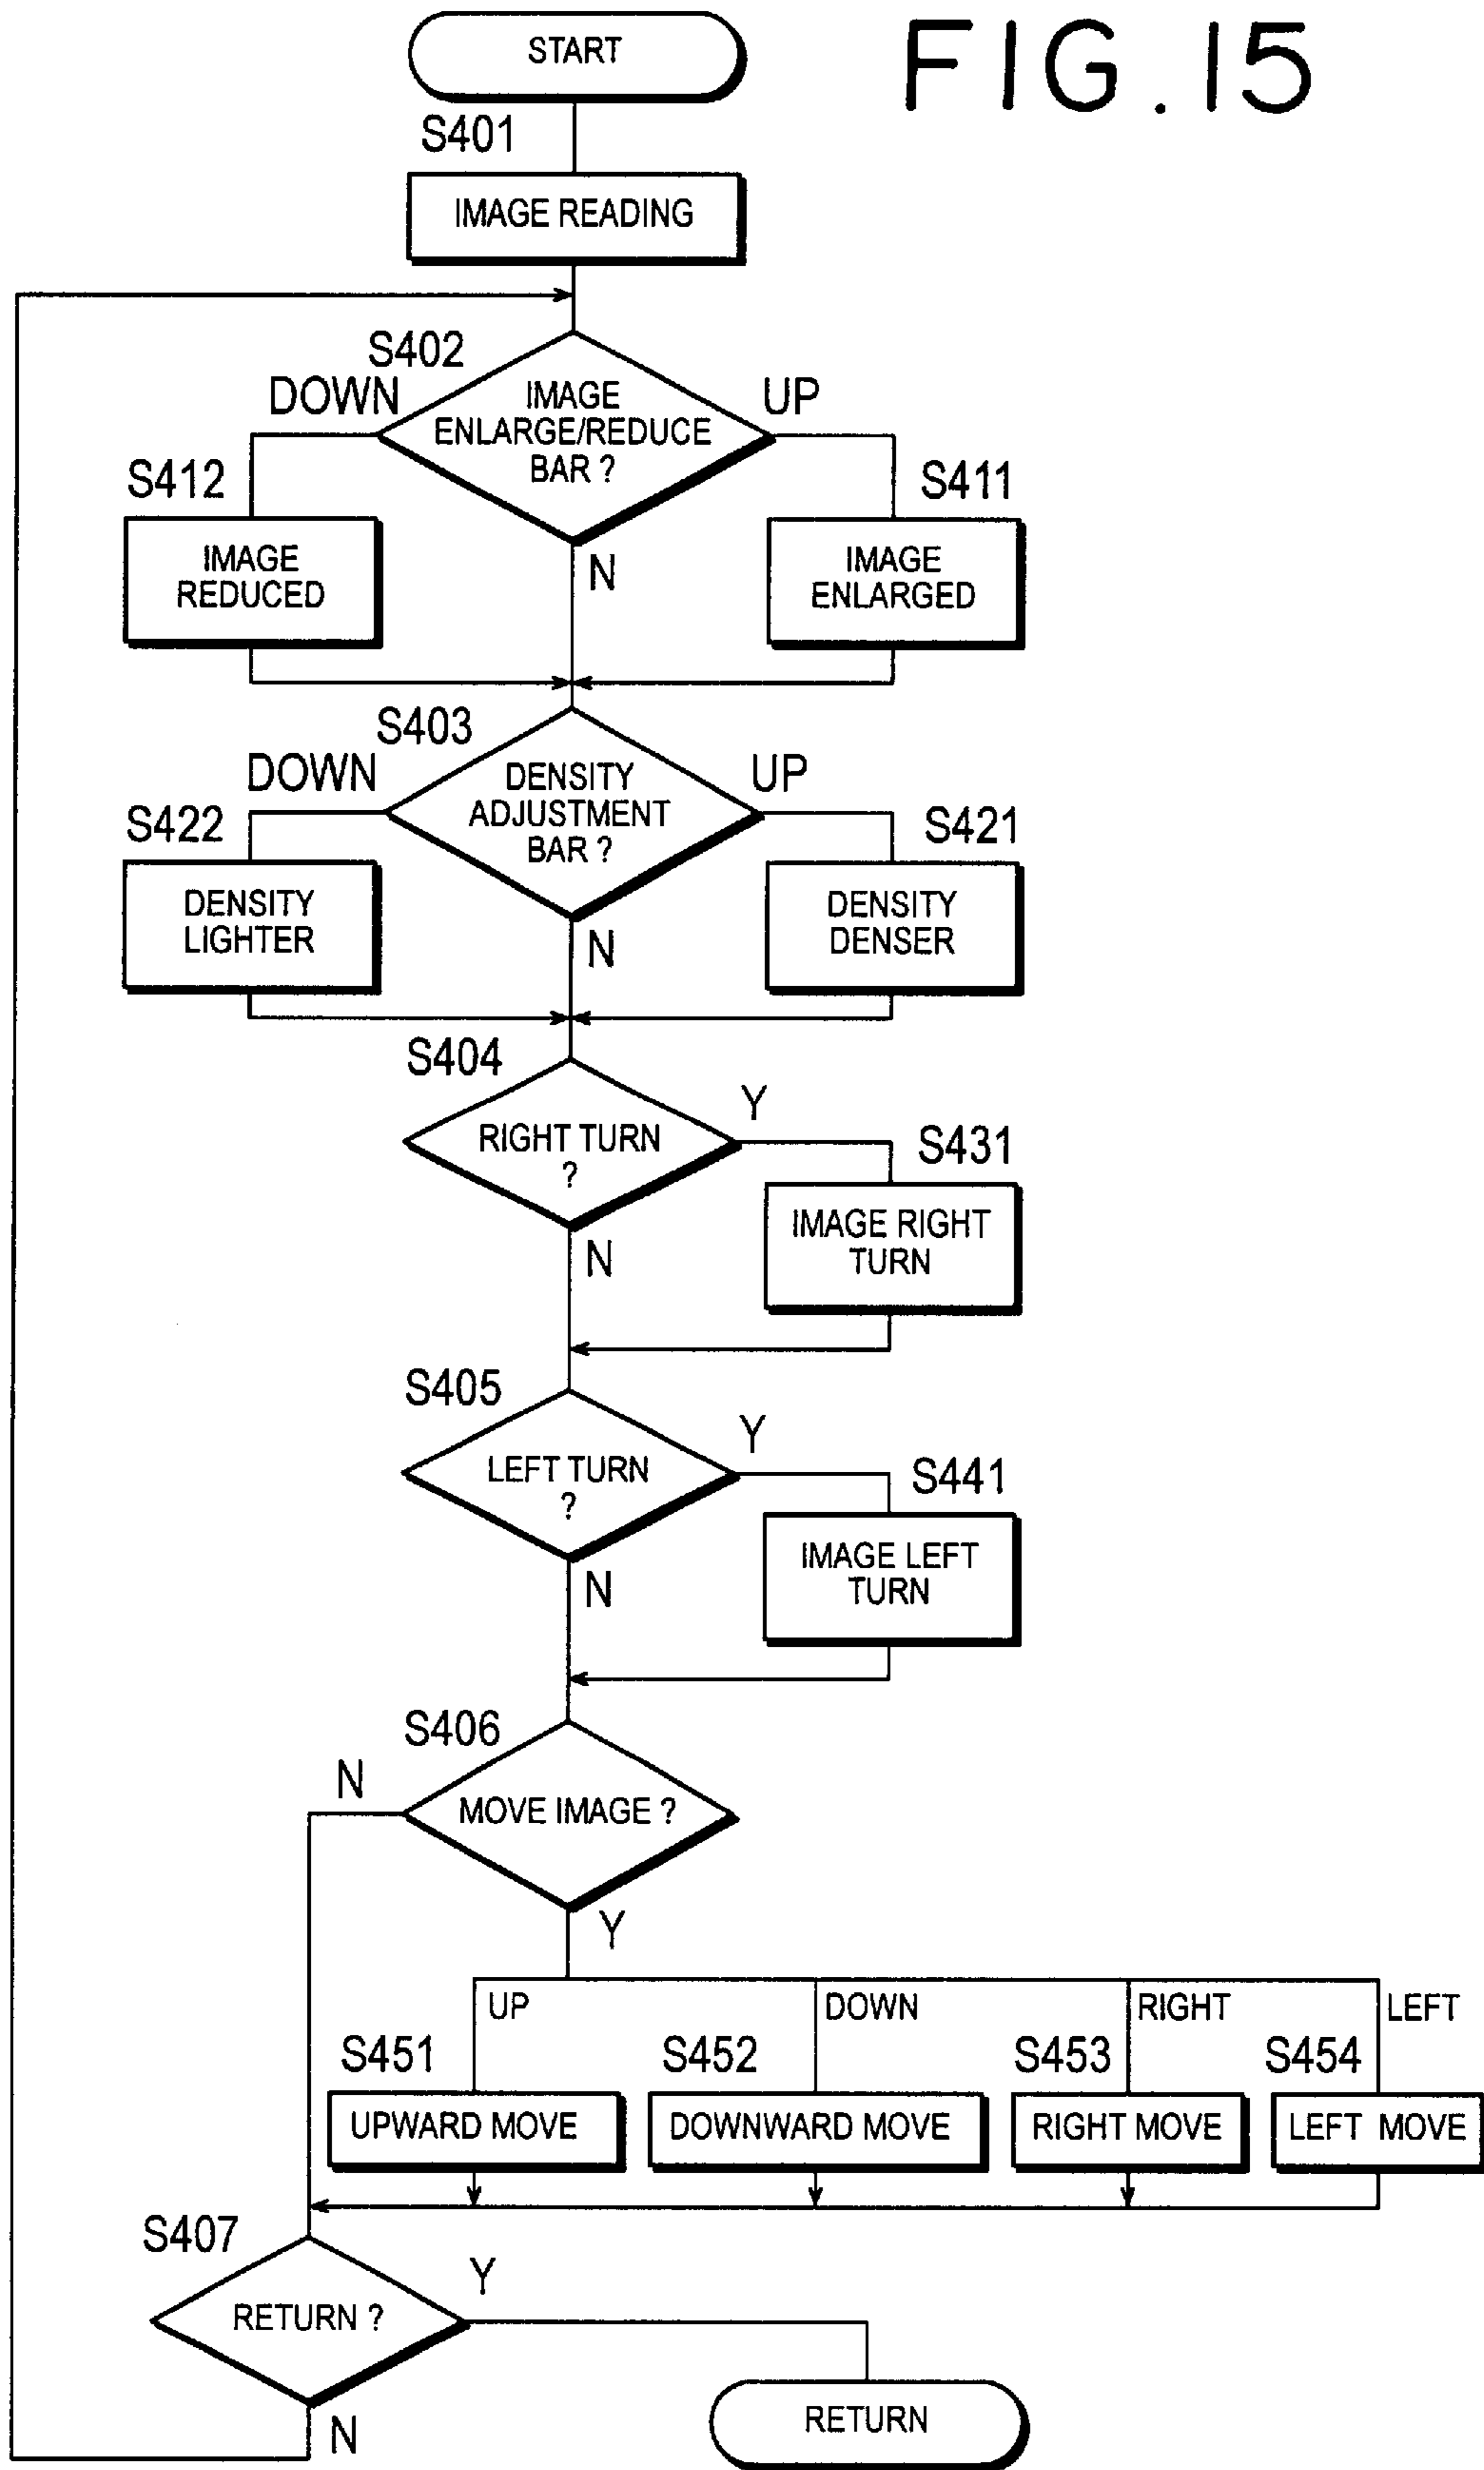 FIG.15
START
S401
IMAGE READING
S402
DOWN
IMAGE
ENLARGE/REDUCE
BAR ?
UP
S412
IMAGE
REDUCED
N
S411
IMAGE
ENLARGED
S403
DOWN
DENSITY
ADJUSTMENT
BAR ?
UP
S422
DENSITY
LIGHTER
N
S421
DENSITY
DENSER
S404
RIGHT TURN
?
Y
N
S431
IMAGE RIGHT
TURN
S405
LEFT TURN
?
Y
N
S441
IMAGE LEFT
TURN
S406
N
MOVE IMAGE ?
Y
UP
DOWN
RIGHT
LEFT
S451
S452
S453
S454
UPWARD MOVE
DOWNWARD MOVE
RIGHT MOVE
LEFT MOVE
S407
RETURN ?
Y
N
RETURN